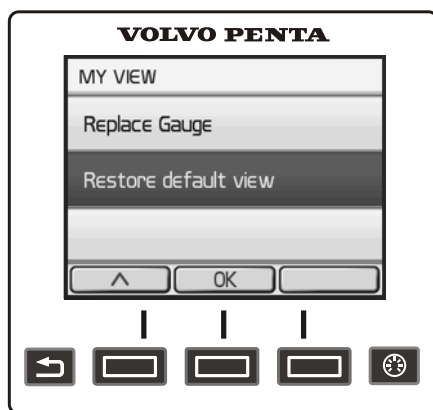 VOLVO PENTA
MY VIEW
Replace Gauge
Restore default view
OK